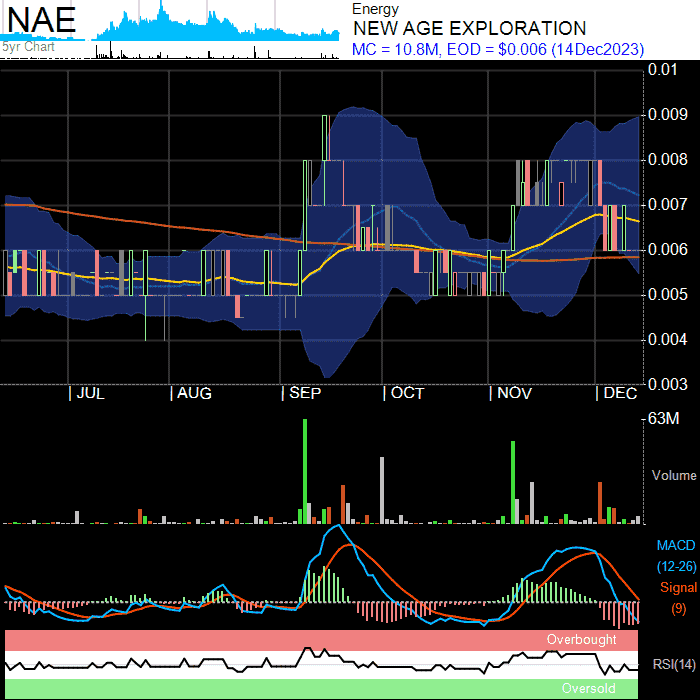 NAE
5yr Chart
Energy
NEW AGE EXPLORATION
MC = 10.8M, EOD = $0.006 (14Dec2023)
0.01
0.009
0.008
0.007
0.006
0.005
0.004
0.003
JUL AUG SEP OCT NOV DEC
63M
Volume
MACD
(12-26)
Signal
(9)
Overbought
RSI(14)
Oversold